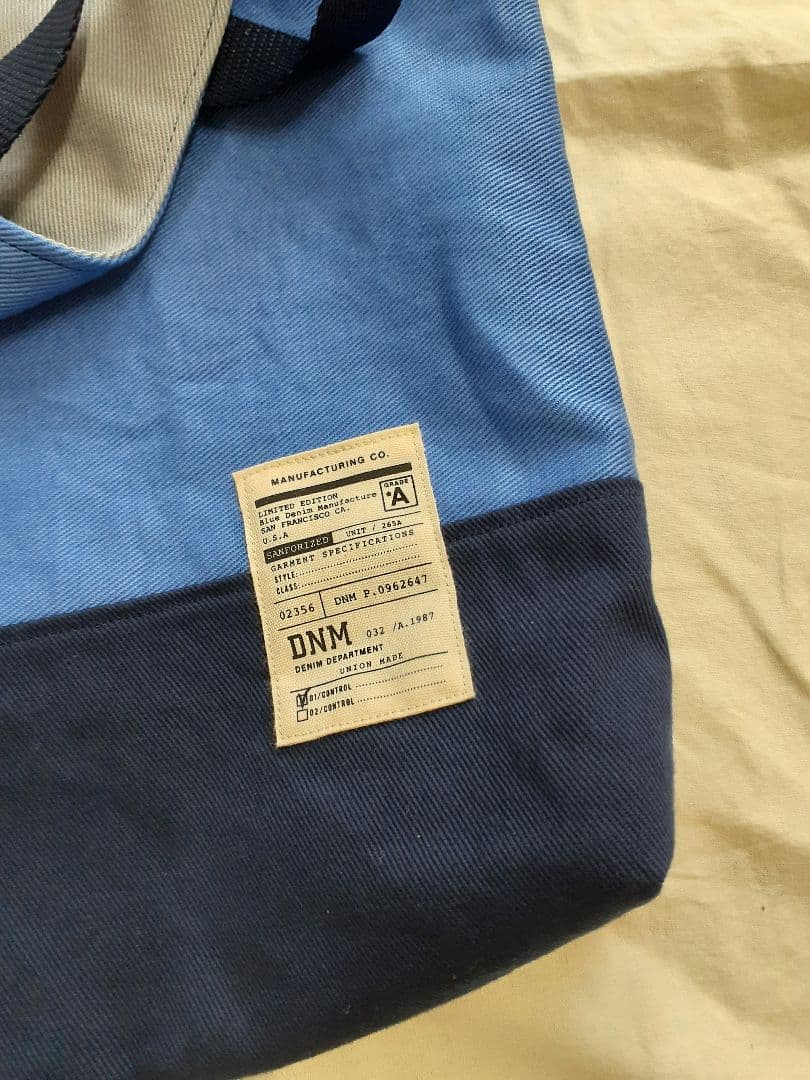 MANUFACTURING CO.
LIMITED EDITION
Blue Denim Manufacture
SAN FRANCISCO CA.
U.S.A
GRADE
*A
SANFORIZED UNIT / 265A
GARMENT SPECIFICATIONS
STYLE:
CLASS:
02356 DNM P.0962647
DNM 032 /A.1987
DENIM DEPARTMENT
UNION MADE
01/CONTROL
02/CONTROL